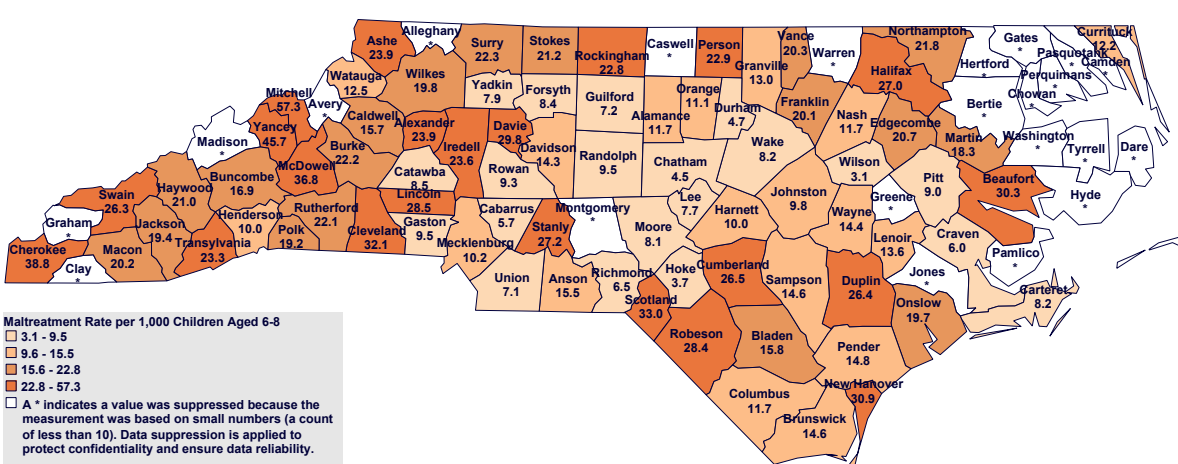 Alleghany
*
Ashe
23.9
Surry
22.3
Stokes
21.2
Rockingham
22.8
Caswell
*
Person
22.9
Granville
13.0
Vance
20.3
Warren
*
Northampton
21.8
Gates
*
Hertford
*
Pasquotank
*
Currituck
12.2
Camden
*
Perquimans
*
Chowan
*
Halifax
27.0
Bertie
*
Watauga
12.5
Wilkes
19.8
Yadkin
7.9
Forsyth
8.4
Guilford
7.2
Alamance
11.7
Orange
11.1
Durham
4.7
Franklin
20.1
Nash
11.7
Edgecombe
20.7
Martin
18.3
Washington
*
Tyrrell
*
Dare
*
Mitchell
57.3
Avery
*
Caldwell
15.7
Alexander
23.9
Iredell
23.6
Davie
29.8
Davidson
14.3
Randolph
9.5
Chatham
4.5
Wake
8.2
Wilson
3.1
Pitt
9.0
Beaufort
30.3
Hyde
*
Madison
*
Yancey
45.7
McDowell
36.8
Burke
22.2
Catawba
8.5
Rowan
9.3
Lincoln
28.5
Swain
26.3
Haywood
21.0
Buncombe
16.9
Rutherford
22.1
Cleveland
32.1
Gaston
9.5
Cabarrus
5.7
Stanly
27.2
Montgomery
*
Moore
8.1
Lee
7.7
Harnett
10.0
Johnston
9.8
Wayne
14.4
Greene
*
Lenoir
13.6
Craven
6.0
Pamlico
*
Graham
*
Jackson
19.4
Henderson
10.0
Polk
19.2
Cherokee
38.8
Clay
*
Macon
20.2
Transylvania
23.3
Mecklenburg
10.2
Union
7.1
Anson
15.5
Richmond
6.5
Hoke
3.7
Cumberland
26.5
Sampson
14.6
Duplin
26.4
Jones
*
Onslow
19.7
Carteret
8.2
Scotland
33.0
Robeson
28.4
Bladen
15.8
Pender
14.8
Columbus
11.7
New Hanover
30.9
Brunswick
14.6
Maltreatment Rate per 1,000 Children Aged 6-8
3.1 - 9.5
9.6 - 15.5
15.6 - 22.8
22.8 - 57.3
A * indicates a value was suppressed because the
measurement was based on small numbers (a count
of less than 10). Data suppression is applied to
protect confidentiality and ensure data reliability.